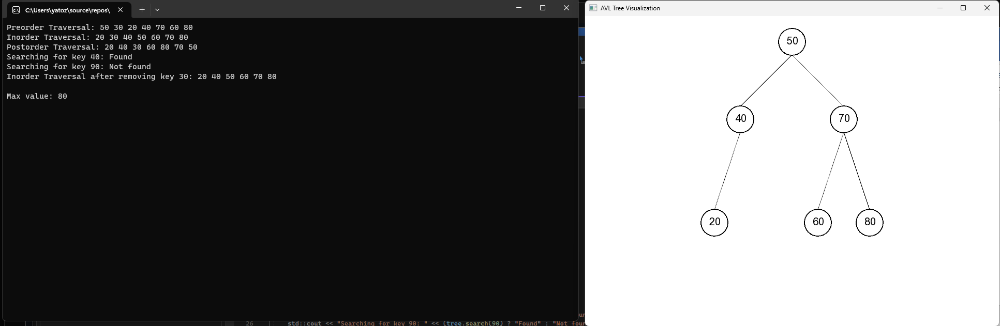 C:\Users\yatoz\source\repos\
Preorder Traversal: 50 30 20 40 70 60 80
Inorder Traversal: 20 30 40 50 60 70 80
Postorder Traversal: 20 40 30 60 80 70 50
Searching for key 40: Found
Searching for key 90: Not found
Inorder Traversal after removing key 30: 20 40 50 60 70 80
Max value: 80
26 std::cout << "Searching for key 90: " << (tree.search(90) ? "Found" : "Not foun
AVL Tree Visualization
50
40 70
20 60 80